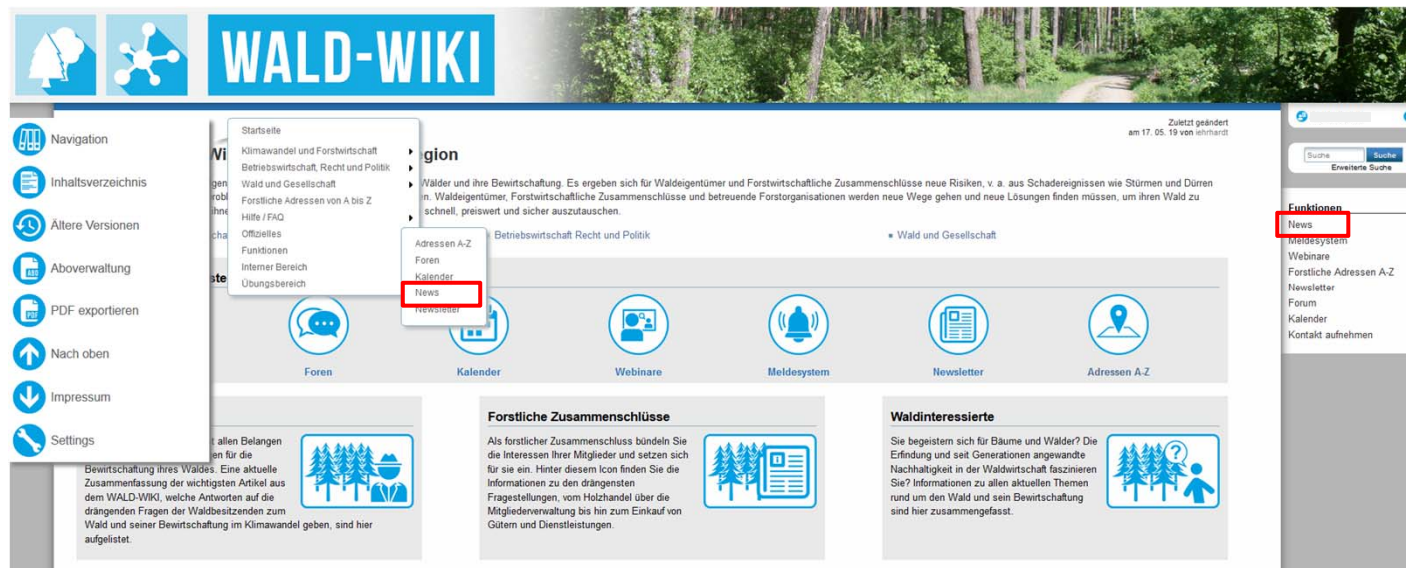 WALD-WIKI
Zuletzt geändert
am 17. 05. 19 von iehrhardt
Navigation
Inhaltsverzeichnis
Ältere Versionen
Aboverwaltung
PDF exportieren
Nach oben
Impressum
Settings
Startseite
Klimawandel und Forstwirtschaft
Betriebswirtschaft, Recht und Politik
Wald und Gesellschaft
Forstliche Adressen von A bis Z
Hilfe / FAQ
Offizielles
Funktionen
Interner Bereich
Übungsbereich
Adressen A-Z
Foren
Kalender
News
Newsletter
Wälder und ihre Bewirtschaftung. Es ergeben sich für Waldeigentümer und Forstwirtschaftliche Zusammenschlüsse neue Risiken, v. a. aus Schadereignissen wie Stürmen und Dürren
n. Waldeigentümer, Forstwirtschaftliche Zusammenschlüsse und betreuende Forstorganisationen werden neue Wege gehen und neue Lösungen finden müssen, um ihren Wald zu
schnell, preiswert und sicher auszutauschen.
Betriebswirtschaft Recht und Politik
Wald und Gesellschaft
Foren
Kalender
Webinare
Meldesystem
Newsletter
Adressen A-Z
t allen Belangen
en für die
Bewirtschaftung ihres Waldes. Eine aktuelle
Zusammenfassung der wichtigsten Artikel aus
dem WALD-WIKI, welche Antworten auf die
drängenden Fragen der Waldbesitzenden zum
Wald und seiner Bewirtschaftung im Klimawandel geben, sind hier
aufgelistet.
Forstliche Zusammenschlüsse
Als forstlicher Zusammenschluss bündeln Sie
die Interessen Ihrer Mitglieder und setzen sich
für sie ein. Hinter diesem Icon finden Sie die
Informationen zu den drängensten
Fragestellungen, vom Holzhandel über die
Mitgliederverwaltung bis hin zum Einkauf von
Gütern und Dienstleistungen.
Waldinteressierte
Sie begeistern sich für Bäume und Wälder? Die
Erfindung und seit Generationen angewandte
Nachhaltigkeit in der Waldwirtschaft faszinieren
Sie? Informationen zu allen aktuellen Themen
rund um den Wald und sein Bewirtschaftung
sind hier zusammengefasst.
Suche
Suche
Erweiterte Suche
Funktionen
News
Meldesystem
Webinare
Forstliche Adressen A-Z
Newsletter
Forum
Kalender
Kontakt aufnehmen